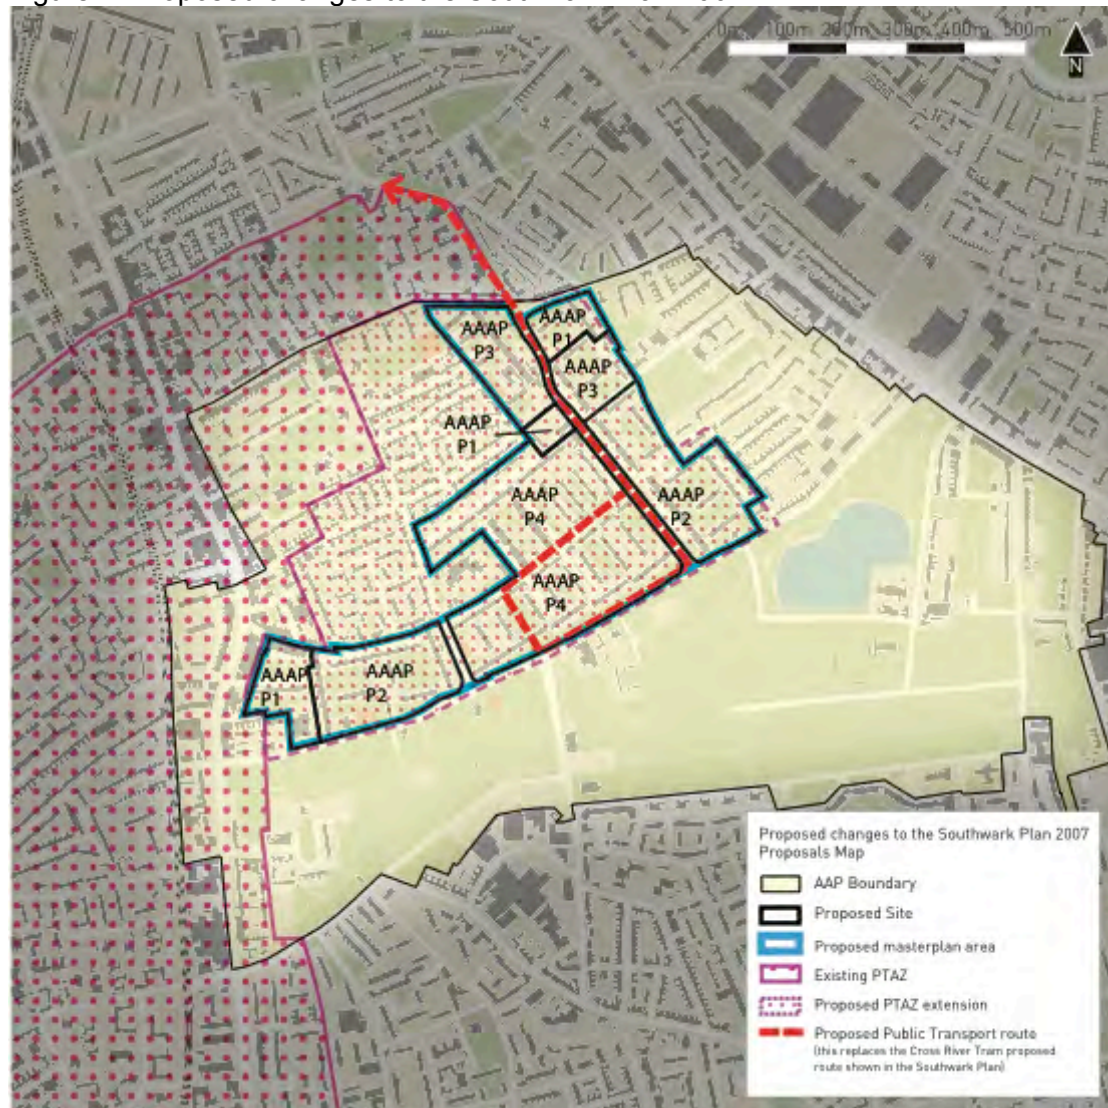 0m 100m 200m 300m 400m 500m
N
AAAP
P1
AAAP
P3
AAAP
P3
AAAP
P1
AAAP
P4
AAAP
P2
AAAP
P4
AAAP
P1
AAAP
P2
Proposed changes to the Southwark Plan 2007
Proposals Map
AAP Boundary
Proposed Site
Proposed masterplan area
Existing PTAZ
Proposed PTAZ extension
Proposed Public Transport route
(this replaces the Cross River Tram proposed
route shown in the Southwark Plan)